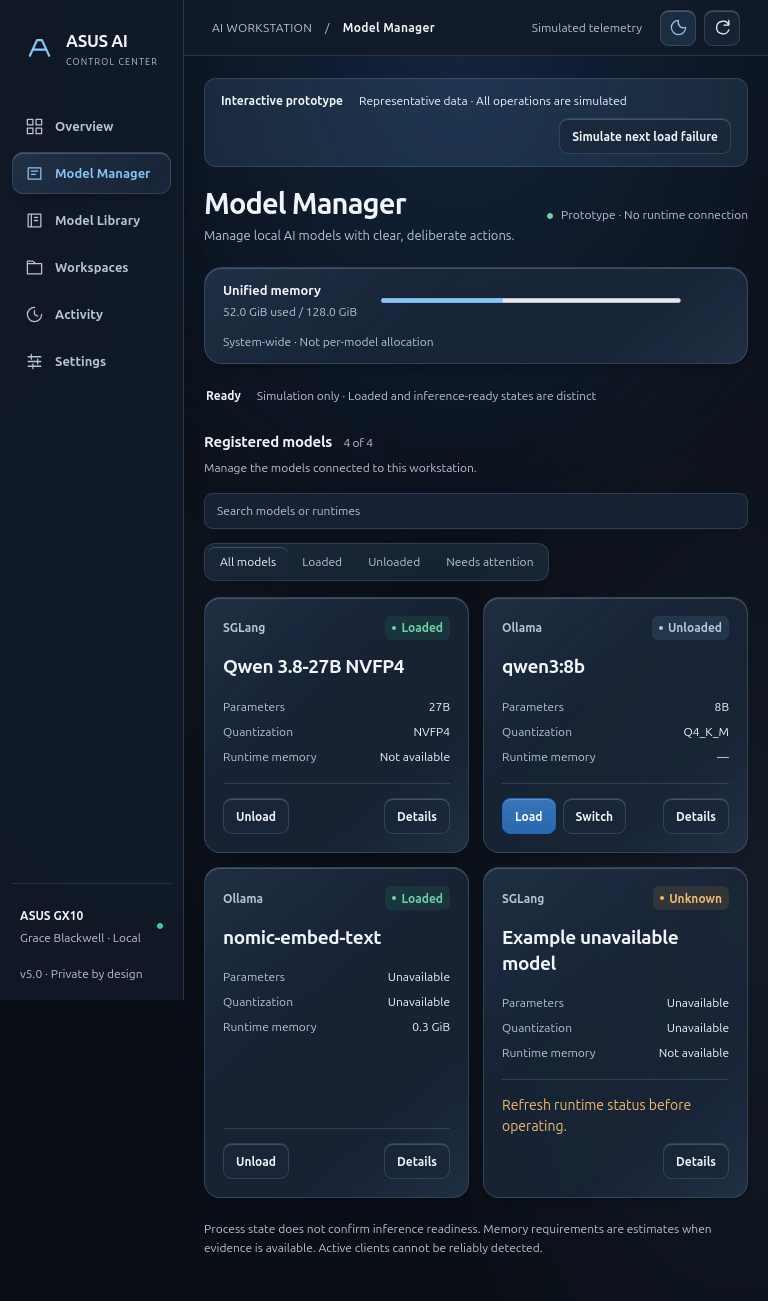 ASUS AI
CONTROL CENTER
Overview
Model Manager
Model Library
Workspaces
Activity
Settings
ASUS GX10
Grace Blackwell · Local
v5.0 · Private by design
AI WORKSTATION / Model Manager
Simulated telemetry
Interactive prototype Representative data · All operations are simulated
Simulate next load failure
Model Manager
Manage local AI models with clear, deliberate actions.
Prototype · No runtime connection
Unified memory
52.0 GiB used / 128.0 GiB
System-wide · Not per-model allocation
Ready Simulation only · Loaded and inference-ready states are distinct
Registered models 4 of 4
Manage the models connected to this workstation.
Search models or runtimes
All models Loaded Unloaded Needs attention
SGLang • Loaded
Qwen 3.8-27B NVFP4
Parameters 27B
Quantization NVFP4
Runtime memory Not available
Unload Details
Ollama • Unloaded
qwen3:8b
Parameters 8B
Quantization Q4_K_M
Runtime memory —
Load Switch Details
Ollama • Loaded
nomic-embed-text
Parameters Unavailable
Quantization Unavailable
Runtime memory 0.3 GiB
Unload Details
SGLang • Unknown
Example unavailable
model
Parameters Unavailable
Quantization Unavailable
Runtime memory Not available
Refresh runtime status before
operating.
Details
Process state does not confirm inference readiness. Memory requirements are estimates when
evidence is available. Active clients cannot be reliably detected.